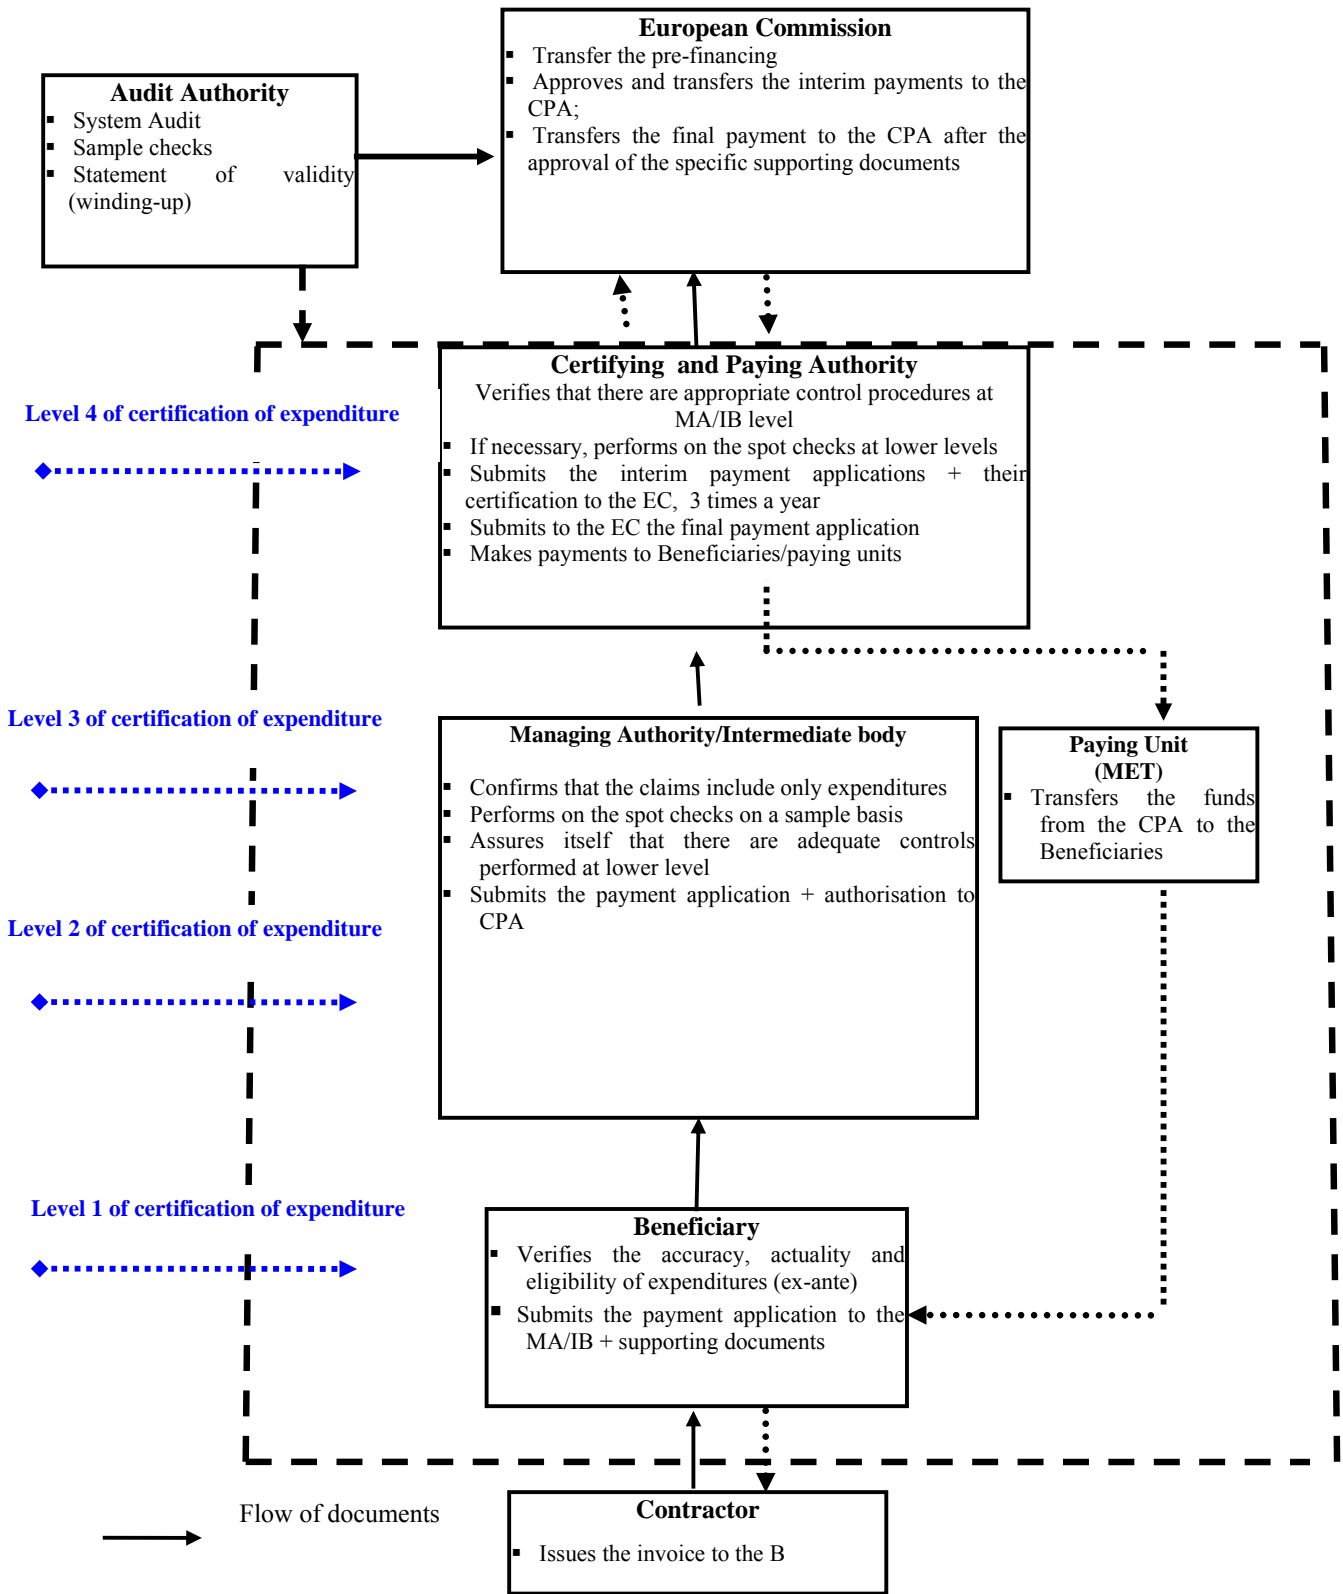 European Commission
▪ Transfer the pre-financing
▪ Approves and transfers the interim payments to the
CPA;
▪ Transfers the final payment to the CPA after the
approval of the specific supporting documents
Audit Authority
▪ System Audit
▪ Sample checks
▪ Statement of validity
(winding-up)
Certifying and Paying Authority
Verifies that there are appropriate control procedures at
MA/IB level
▪ If necessary, performs on the spot checks at lower levels
▪ Submits the interim payment applications + their
certification to the EC, 3 times a year
▪ Submits to the EC the final payment application
▪ Makes payments to Beneficiaries/paying units
Level 4 of certification of expenditure
Level 3 of certification of expenditure
Managing Authority/Intermediate body
▪ Confirms that the claims include only expenditures
▪ Performs on the spot checks on a sample basis
▪ Assures itself that there are adequate controls
performed at lower level
▪ Submits the payment application + authorisation to
CPA
Paying Unit
(MET)
▪ Transfers the funds
from the CPA to the
Beneficiaries
Level 2 of certification of expenditure
Level 1 of certification of expenditure
Beneficiary
▪ Verifies the accuracy, actuality and
eligibility of expenditures (ex-ante)
▪ Submits the payment application to the
MA/IB + supporting documents
Flow of documents
Contractor
▪ Issues the invoice to the B